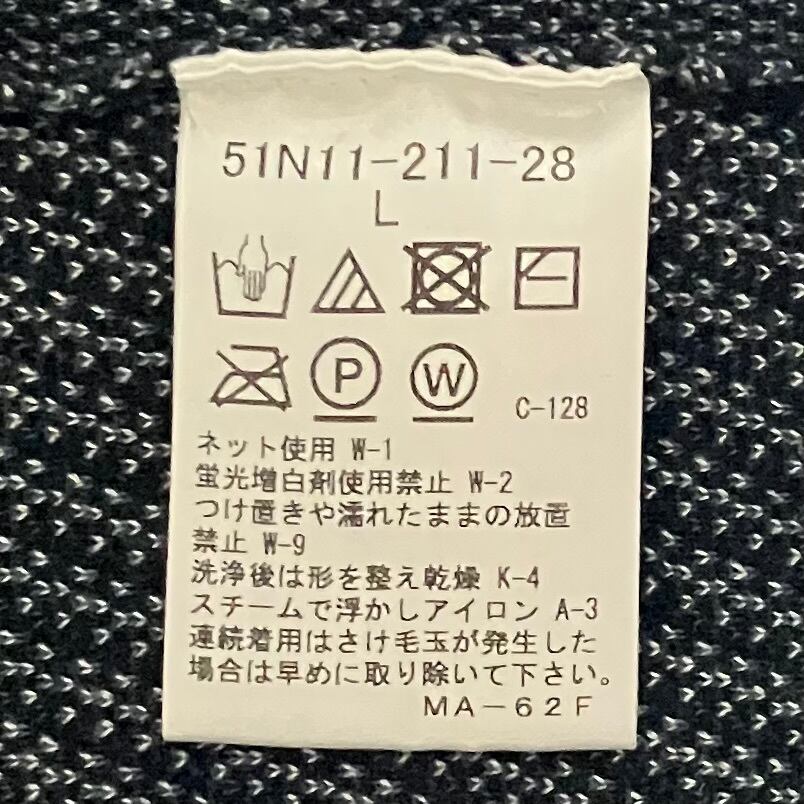 51N11-211-28
L
P W C-128
ネット使用 W-1
蛍光増白剤使用禁止 W-2
つけ置きや濡れたままの放置
禁止 W-9
洗浄後は形を整え乾燥 K-4
スチームで浮かしアイロン A-3
連続着用はさけ毛玉が発生した
場合は早めに取り除いて下さい。
MA-62F